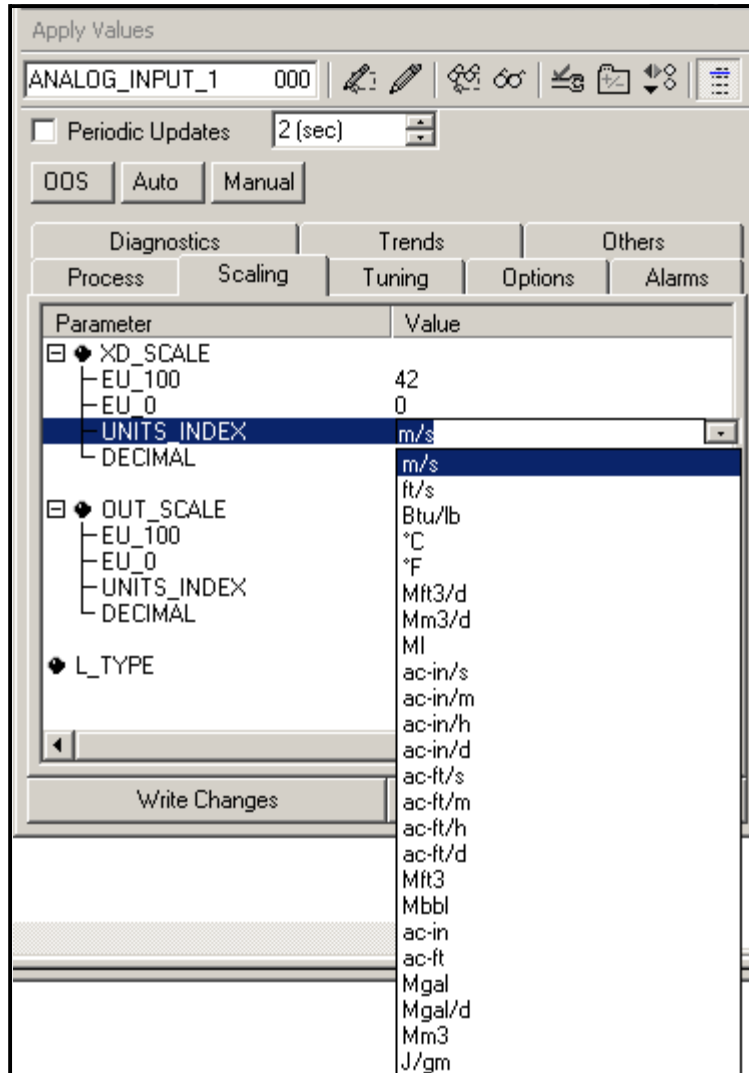 Apply Values
ANALOG_INPUT_1 000
Periodic Updates 2 (sec)
OOS Auto Manual
Diagnostics Trends Others
Process Scaling Tuning Options Alarms
Parameter Value
XD_SCALE
EU_100 42
EU_0 0
UNITS_INDEX m/s
DECIMAL m/s
ft/s
OUT_SCALE Btu/lb
EU_100 °C
EU_0 °F
UNITS_INDEX Mft3/d
DECIMAL Mm3/d
Ml
L_TYPE ac-in/s
ac-in/m
ac-in/h
ac-in/d
ac-ft/s
Write Changes ac-ft/m
ac-ft/h
ac-ft/d
Mft3
Mbbl
ac-in
ac-ft
Mgal
Mgal/d
Mm3
J/gm